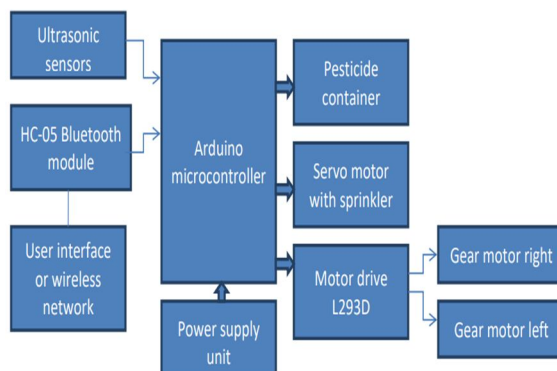 Ultrasonic
sensors
HC-05 Bluetooth
module
User interface
or wireless
network
Arduino
microcontroller
Power supply
unit
Pesticide
container
Servo motor
with sprinkler
Motor drive
L293D
Gear motor right
Gear motor left